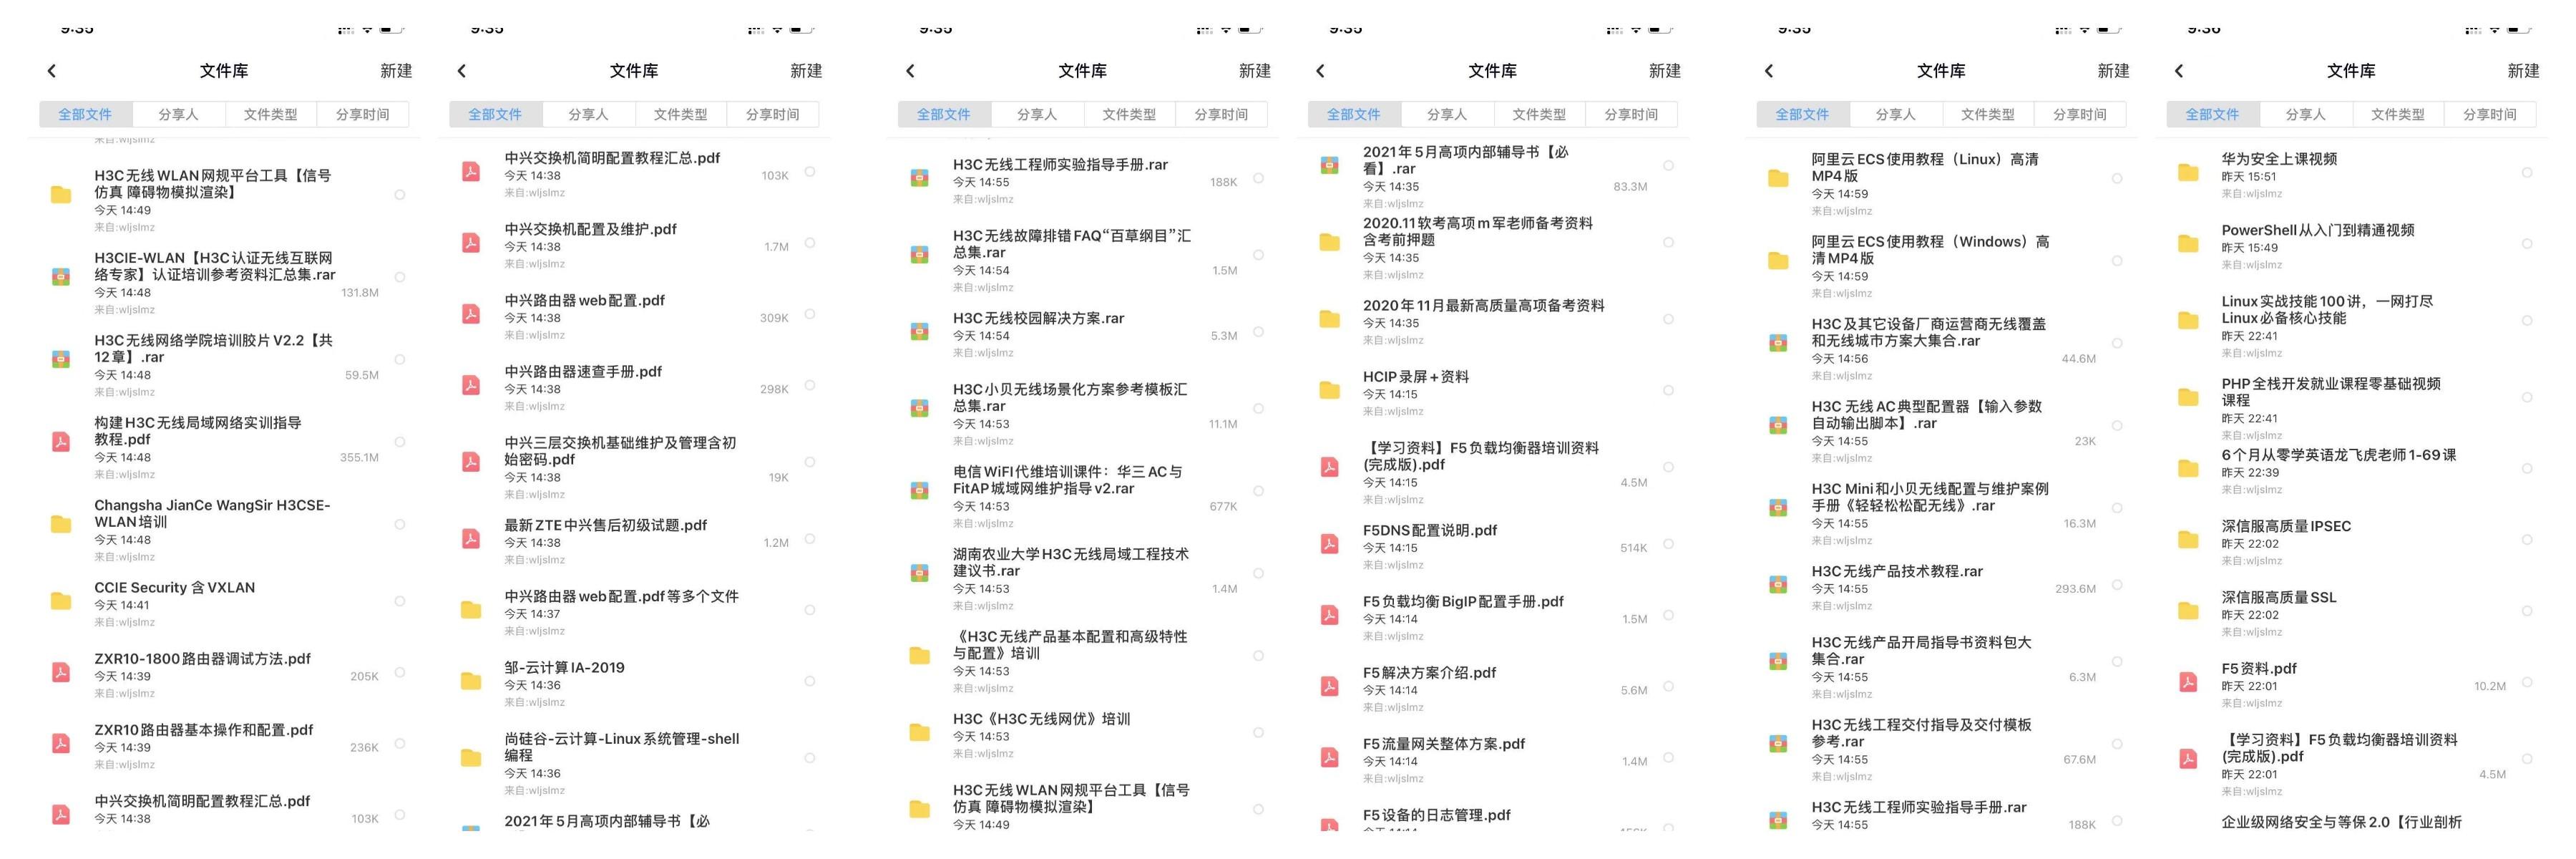 9:35
文件库
新建
全部文件
分享人
文件类型
分享时间
来自:wljslmz
H3C无线WLAN网规平台工具【信号
仿真 障碍物模拟渲染】
今天 14:49
来自:wljslmz
H3CIE-WLAN【H3C认证无线互联网
络专家】认证培训参考资料汇总集.rar
今天 14:48
131.8M
来自:wljslmz
H3C无线网络学院培训胶片V2.2【共
12章】.rar
今天 14:48
59.5M
来自:wljslmz
构建H3C无线局域网络实训指导
教程.pdf
今天 14:48
355.1M
来自:wljslmz
Changsha JianCe WangSir H3CSE-
WLAN培训
今天 14:48
来自:wljslmz
CCIE Security 含VXLAN
今天 14:41
来自:wljslmz
ZXR10-1800路由器调试方法.pdf
今天 14:39
205K
来自:wljslmz
ZXR10路由器基本操作和配置.pdf
今天 14:39
236K
来自:wljslmz
中兴交换机简明配置教程汇总.pdf
今天 14:38
103K
9:35
文件库
新建
全部文件
分享人
文件类型
分享时间
中兴交换机简明配置教程汇总.pdf
今天 14:38
103K
来自:wljslmz
中兴交换机配置及维护.pdf
今天 14:38
1.7M
来自:wljslmz
中兴路由器web配置.pdf
今天 14:38
309K
来自:wljslmz
中兴路由器速查手册.pdf
今天 14:38
298K
来自:wljslmz
中兴三层交换机基础维护及管理含初
始密码.pdf
今天 14:38
19K
来自:wljslmz
最新ZTE中兴售后初级试题.pdf
今天 14:38
1.2M
来自:wljslmz
中兴路由器web配置.pdf等多个文件
今天 14:37
来自:wljslmz
邹-云计算IA-2019
今天 14:36
来自:wljslmz
尚硅谷-云计算-Linux系统管理-shell
编程
今天 14:36
来自:wljslmz
2021年5月高项内部辅导书【必
9:35
文件库
新建
全部文件
分享人
文件类型
分享时间
H3C无线工程师实验指导手册.rar
今天 14:55
188K
来自:wljslmz
H3C无线故障排错FAQ“百草纲目”汇
总集.rar
今天 14:54
1.5M
来自:wljslmz
H3C无线校园解决方案.rar
今天 14:54
5.3M
来自:wljslmz
H3C小贝无线场景化方案参考模板汇
总集.rar
今天 14:53
11.1M
来自:wljslmz
电信WiFI代维培训课件：华三AC与
FitAP城域网维护指导v2.rar
今天 14:53
677K
来自:wljslmz
湖南农业大学H3C无线局域工程技术
建议书.rar
今天 14:53
1.4M
来自:wljslmz
《H3C无线产品基本配置和高级特性
与配置》培训
今天 14:53
来自:wljslmz
H3C《H3C无线网优》培训
今天 14:53
来自:wljslmz
H3C无线WLAN网规平台工具【信号
仿真 障碍物模拟渲染】
今天 14:49
9:35
文件库
新建
全部文件
分享人
文件类型
分享时间
2021年5月高项内部辅导书【必
看】.rar
今天 14:35
83.3M
来自:wljslmz
2020.11软考高项m军老师备考资料
含考前押题
今天 14:35
来自:wljslmz
2020年11月最新高质量高项备考资料
今天 14:35
来自:wljslmz
HCIP录屏+资料
今天 14:15
来自:wljslmz
【学习资料】F5负载均衡器培训资料
(完成版).pdf
今天 14:15
4.5M
来自:wljslmz
F5DNS配置说明.pdf
今天 14:15
514K
来自:wljslmz
F5负载均衡BigIP配置手册.pdf
今天 14:14
1.5M
来自:wljslmz
F5解决方案介绍.pdf
今天 14:14
5.6M
来自:wljslmz
F5流量网关整体方案.pdf
今天 14:14
1.4M
来自:wljslmz
F5设备的日志管理.pdf
9:35
文件库
新建
全部文件
分享人
文件类型
分享时间
阿里云ECS使用教程（Linux）高清
MP4版
今天 14:59
来自:wljslmz
阿里云ECS使用教程（Windows）高
清MP4版
今天 14:59
来自:wljslmz
H3C及其它设备厂商运营商无线覆盖
和无线城市方案大集合.rar
今天 14:56
44.6M
来自:wljslmz
H3C 无线AC典型配置器【输入参数
自动输出脚本】.rar
今天 14:55
23K
来自:wljslmz
H3C Mini和小贝无线配置与维护案例
手册《轻轻松松配无线》.rar
今天 14:55
16.3M
来自:wljslmz
H3C无线产品技术教程.rar
今天 14:55
293.6M
来自:wljslmz
H3C无线产品开局指导书资料包大
集合.rar
今天 14:55
6.3M
来自:wljslmz
H3C无线工程交付指导及交付模板
参考.rar
今天 14:55
67.6M
来自:wljslmz
H3C无线工程师实验指导手册.rar
今天 14:55
188K
9:36
文件库
新建
全部文件
分享人
文件类型
分享时间
华为安全上课视频
昨天 15:51
来自:wljslmz
PowerShell从入门到精通视频
昨天 15:49
来自:wljslmz
Linux实战技能100讲，一网打尽
Linux必备核心技能
昨天 22:41
来自:wljslmz
PHP全栈开发就业课程零基础视频
课程
昨天 22:41
来自:wljslmz
6个月从零学英语龙飞虎老师1-69课
昨天 22:39
来自:wljslmz
深信服高质量IPSEC
昨天 22:02
来自:wljslmz
深信服高质量SSL
昨天 22:02
来自:wljslmz
F5资料.pdf
昨天 22:01
10.2M
来自:wljslmz
【学习资料】F5负载均衡器培训资料
(完成版).pdf
昨天 22:01
4.5M
来自:wljslmz
企业级网络安全与等保2.0【行业剖析